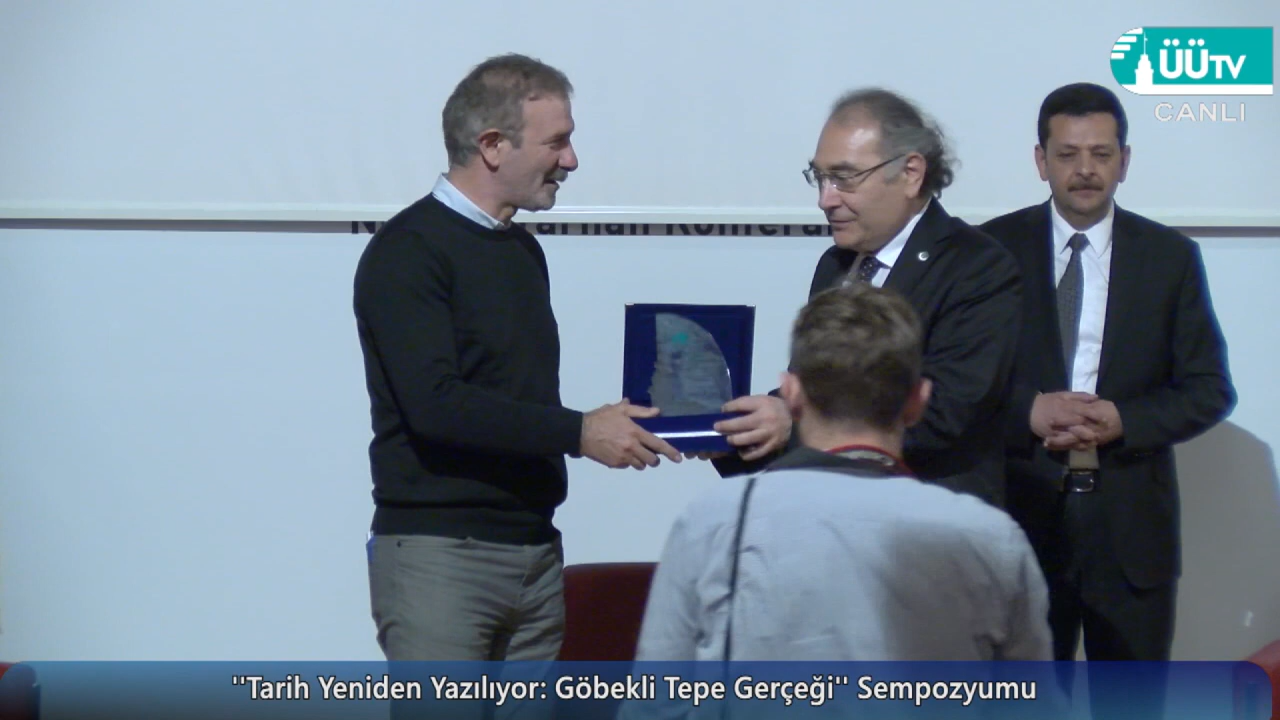 ÜÜTV
CANLI
''Tarih Yeniden Yazılıyor: Göbekli Tepe Gerçeği'' Sempozyumu